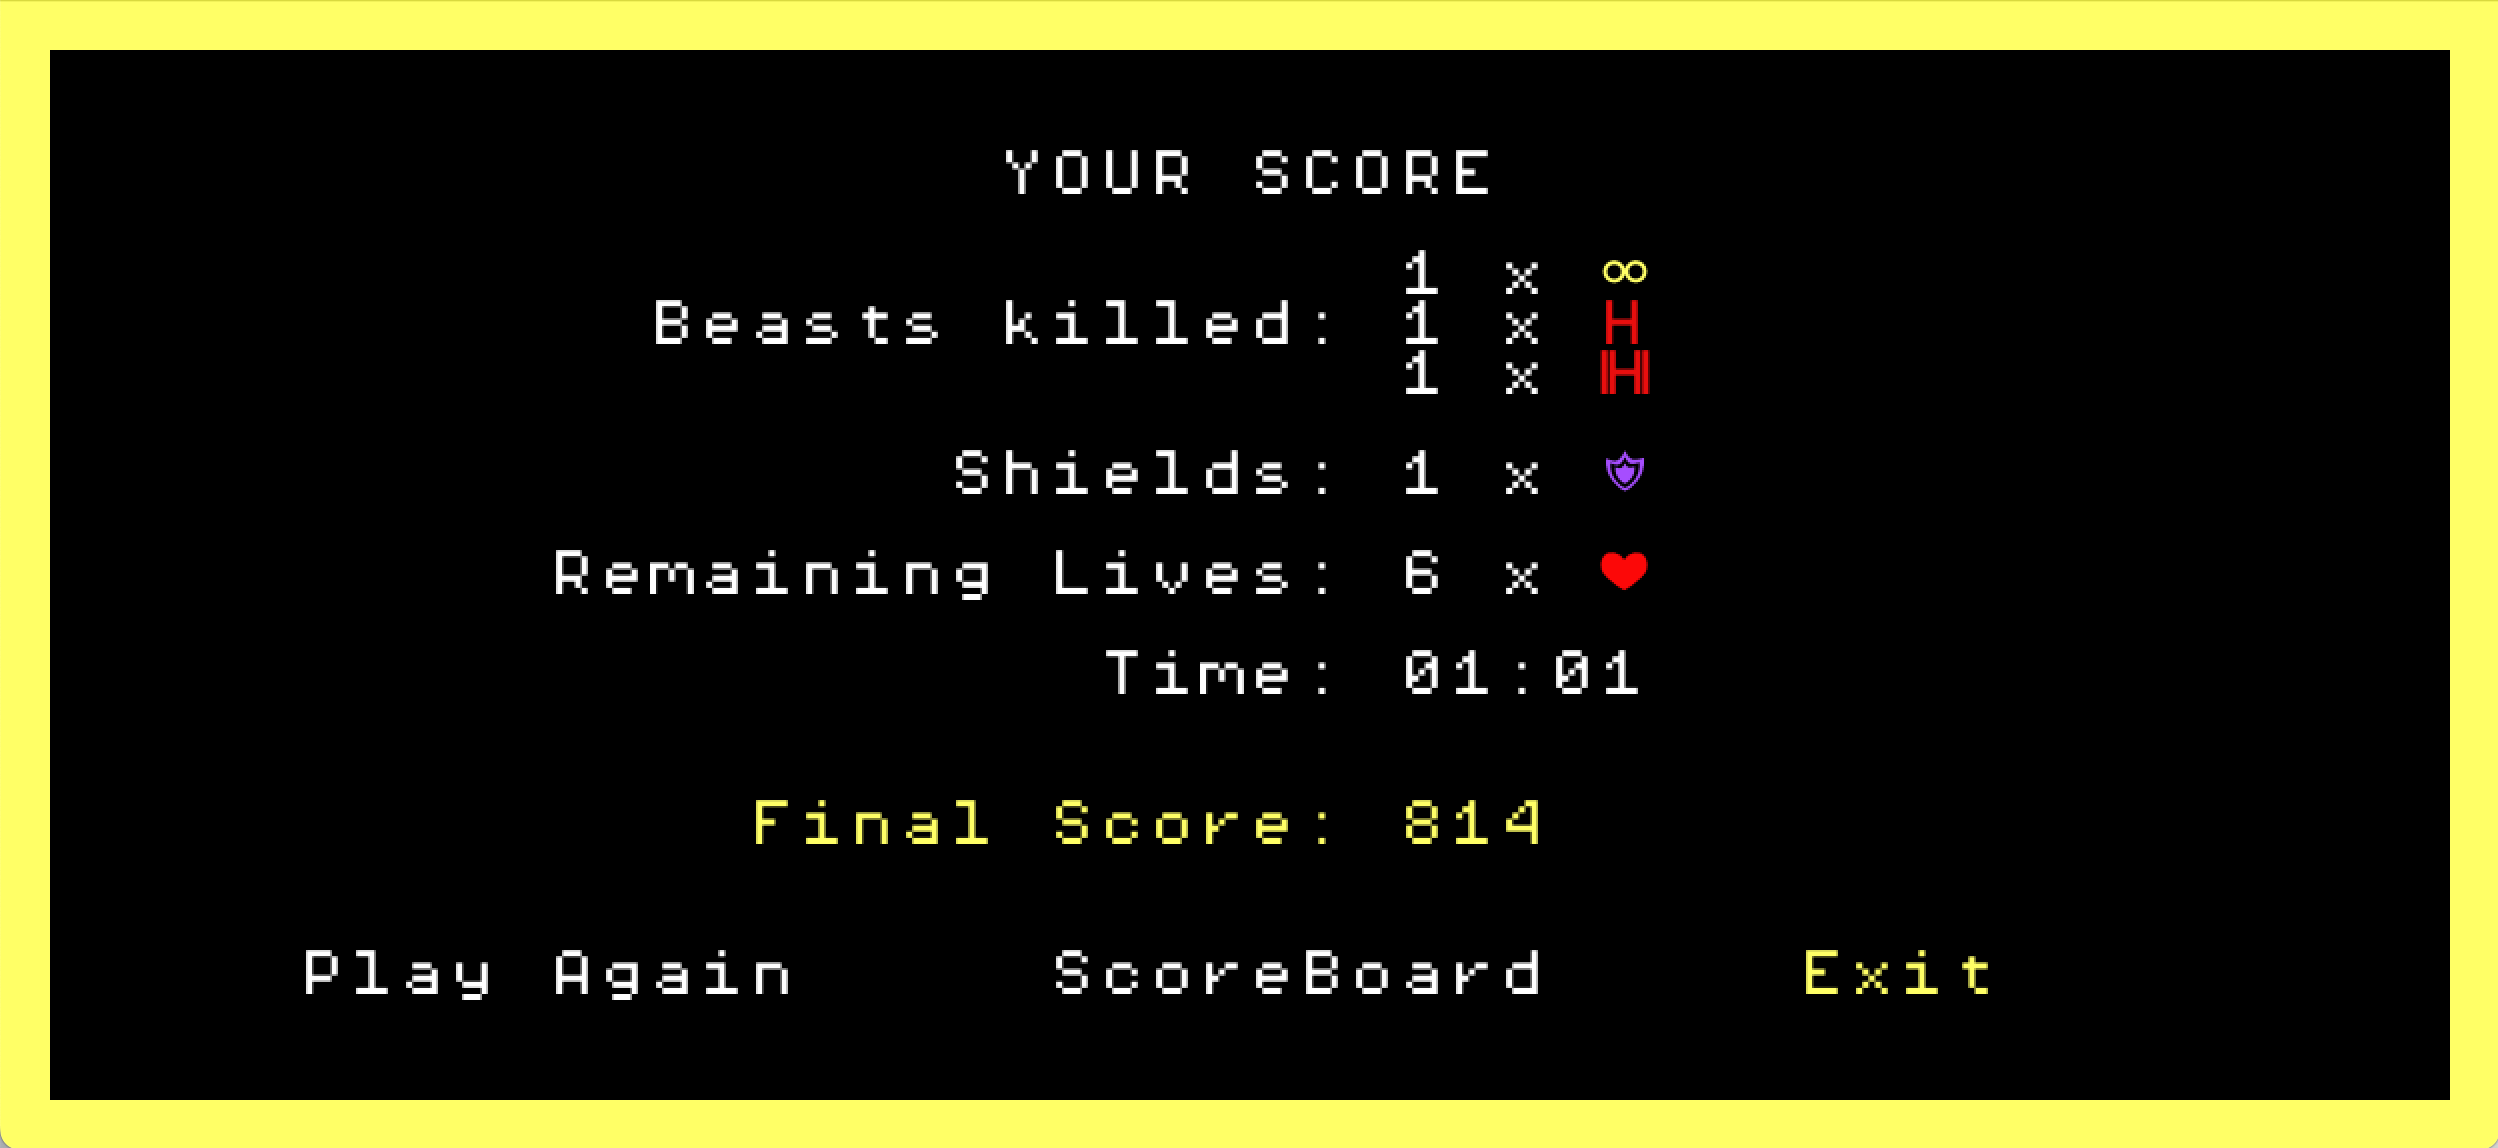 YOUR SCORE
1 x ∞
Beasts killed: 1 x H
1 x ╟╢
Shields: 1 x
Remaining Lives: 6 x ♥
Time: 01:01
Final Score: 814
Play Again ScoreBoard Exit